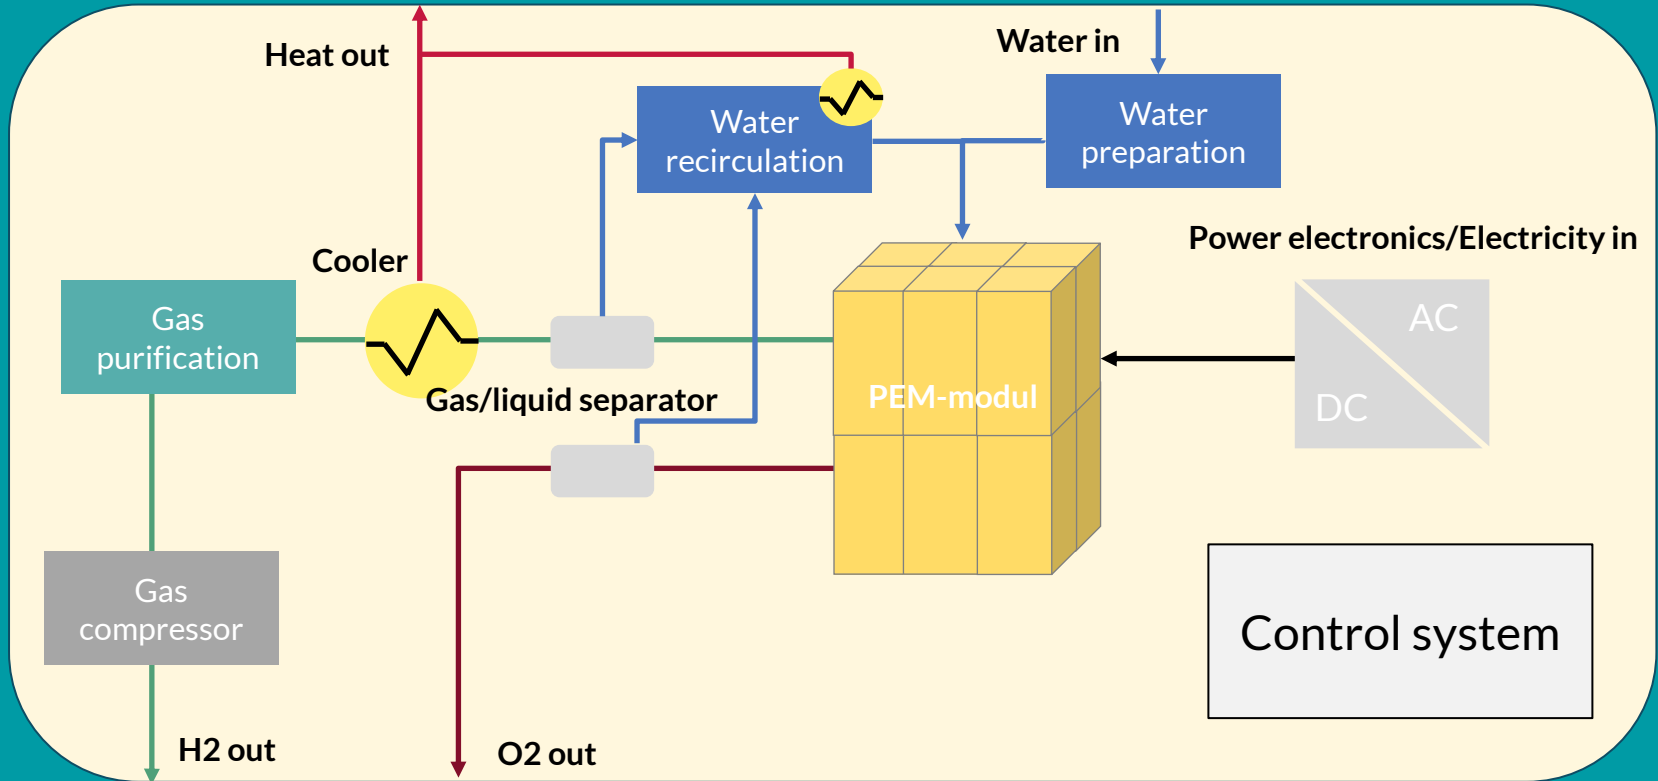 Heat out
Water in
Water
recirculation
Water
preparation
Power electronics/Electricity in
Cooler
Gas
purification
AC
DC
Gas/liquid separator
PEM-modul
Gas
compressor
Control system
H2 out
O2 out